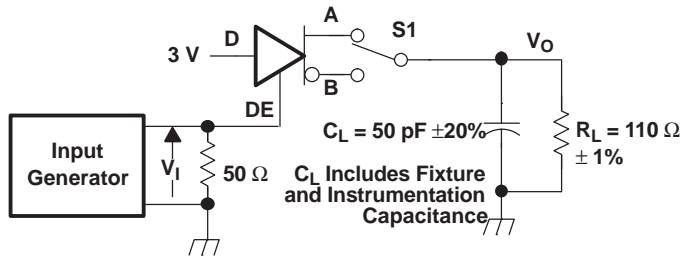 A
S1
D
3 V
VO
B
DE
CL = 50 pF ±20%
RL = 110 Ω
± 1%
Input
Generator
VI
50 Ω
CL Includes Fixture
and Instrumentation
Capacitance